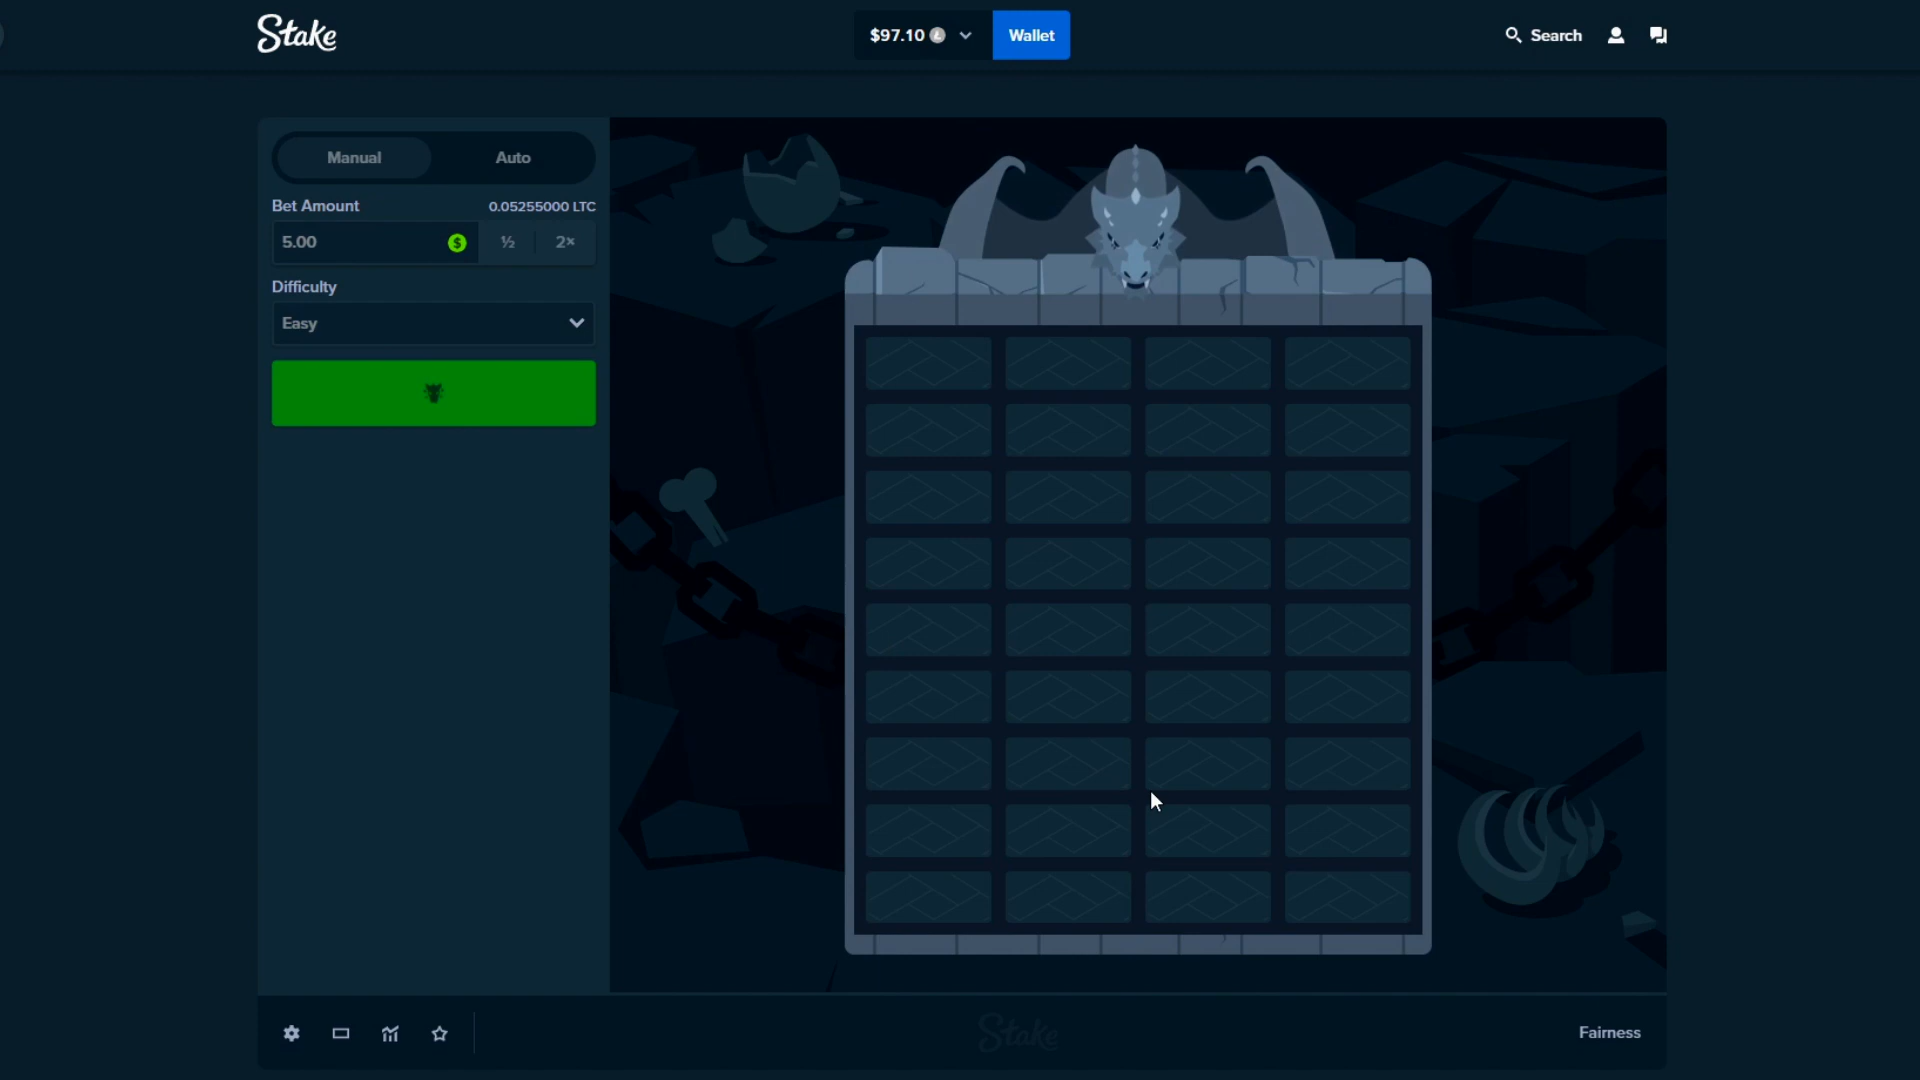 Stake
$97.10
Wallet
Search
Manual
Auto
Bet Amount
0.05255000 LTC
5.00
$
½
2×
Difficulty
Easy
Stake
Fairness